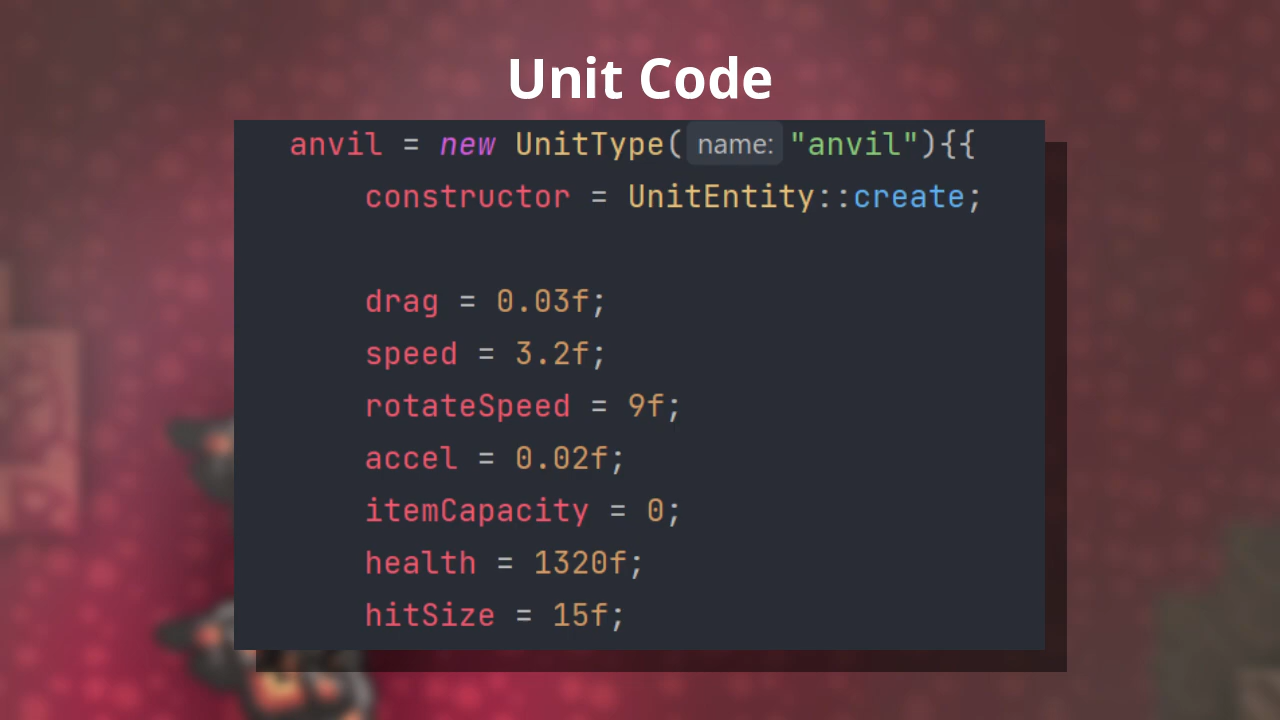 Unit Code
anvil = new UnitType( name: "anvil"){{
constructor = UnitEntity::create;
drag = 0.03f;
speed = 3.2f;
rotateSpeed = 9f;
accel = 0.02f;
itemCapacity = 0;
health = 1320f;
hitSize = 15f;